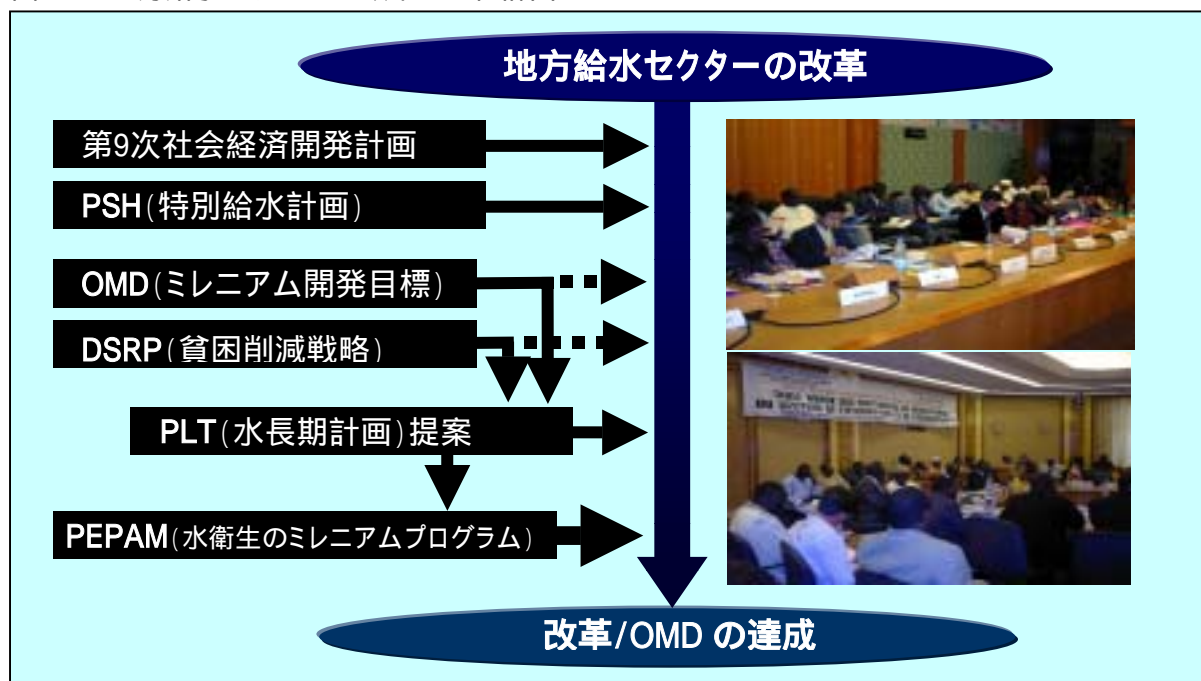 地方給水セクターの改革
第9次社会経済開発計画
PSH(特別給水計画)
OMD(ミレニアム開発目標)
DSRP(貧困削減戦略)
PLT(水長期計画)提案
PEPAM(水衛生のミレニアムプログラム)
改革/OMD の達成